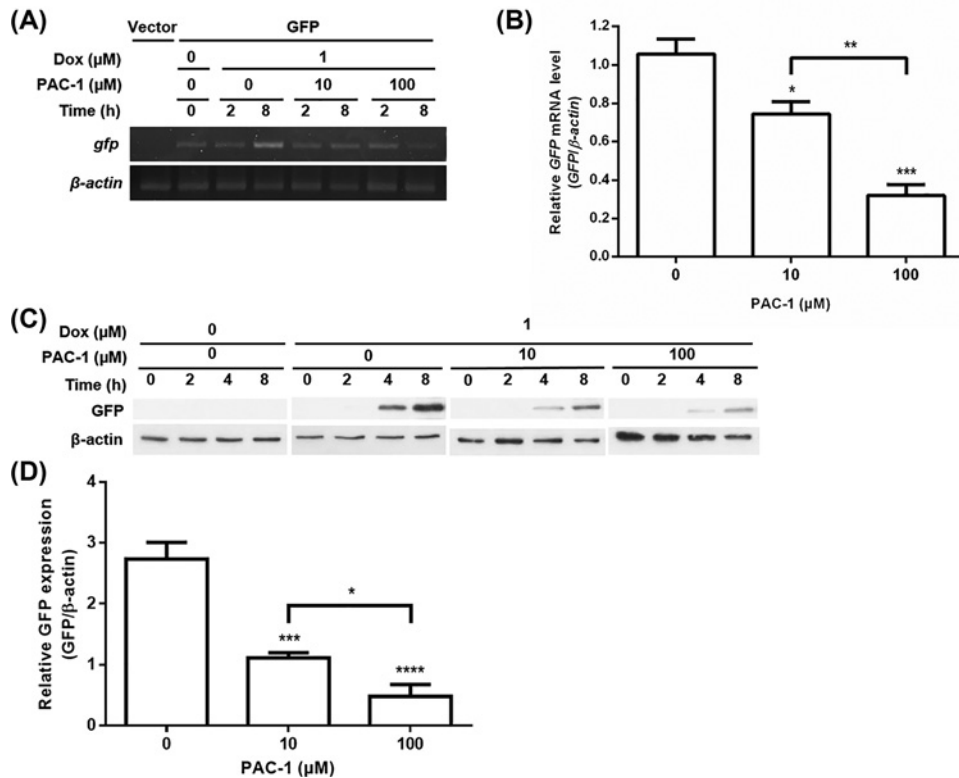 (A)
Vector GFP
Dox (µM) 0 1
PAC-1 (µM) 0 0 10 100
Time (h) 0 2 8 2 8 2 8
gfp
β-actin
(B)
Relative GFP mRNA level
(GFP/β-actin)
1.2
1.0
0.8
0.6
0.4
0.2
0.0
**
*
***
0 10 100
PAC-1 (µM)
(C)
Dox (µM) 0 1
PAC-1 (µM) 0 0 10 100
Time (h) 0 2 4 8 0 2 4 8 0 2 4 8 0 2 4 8
GFP
β-actin
(D)
Relative GFP expression
(GFP/β-actin)
4
3
2
1
0
*
***
****
0 10 100
PAC-1 (µM)